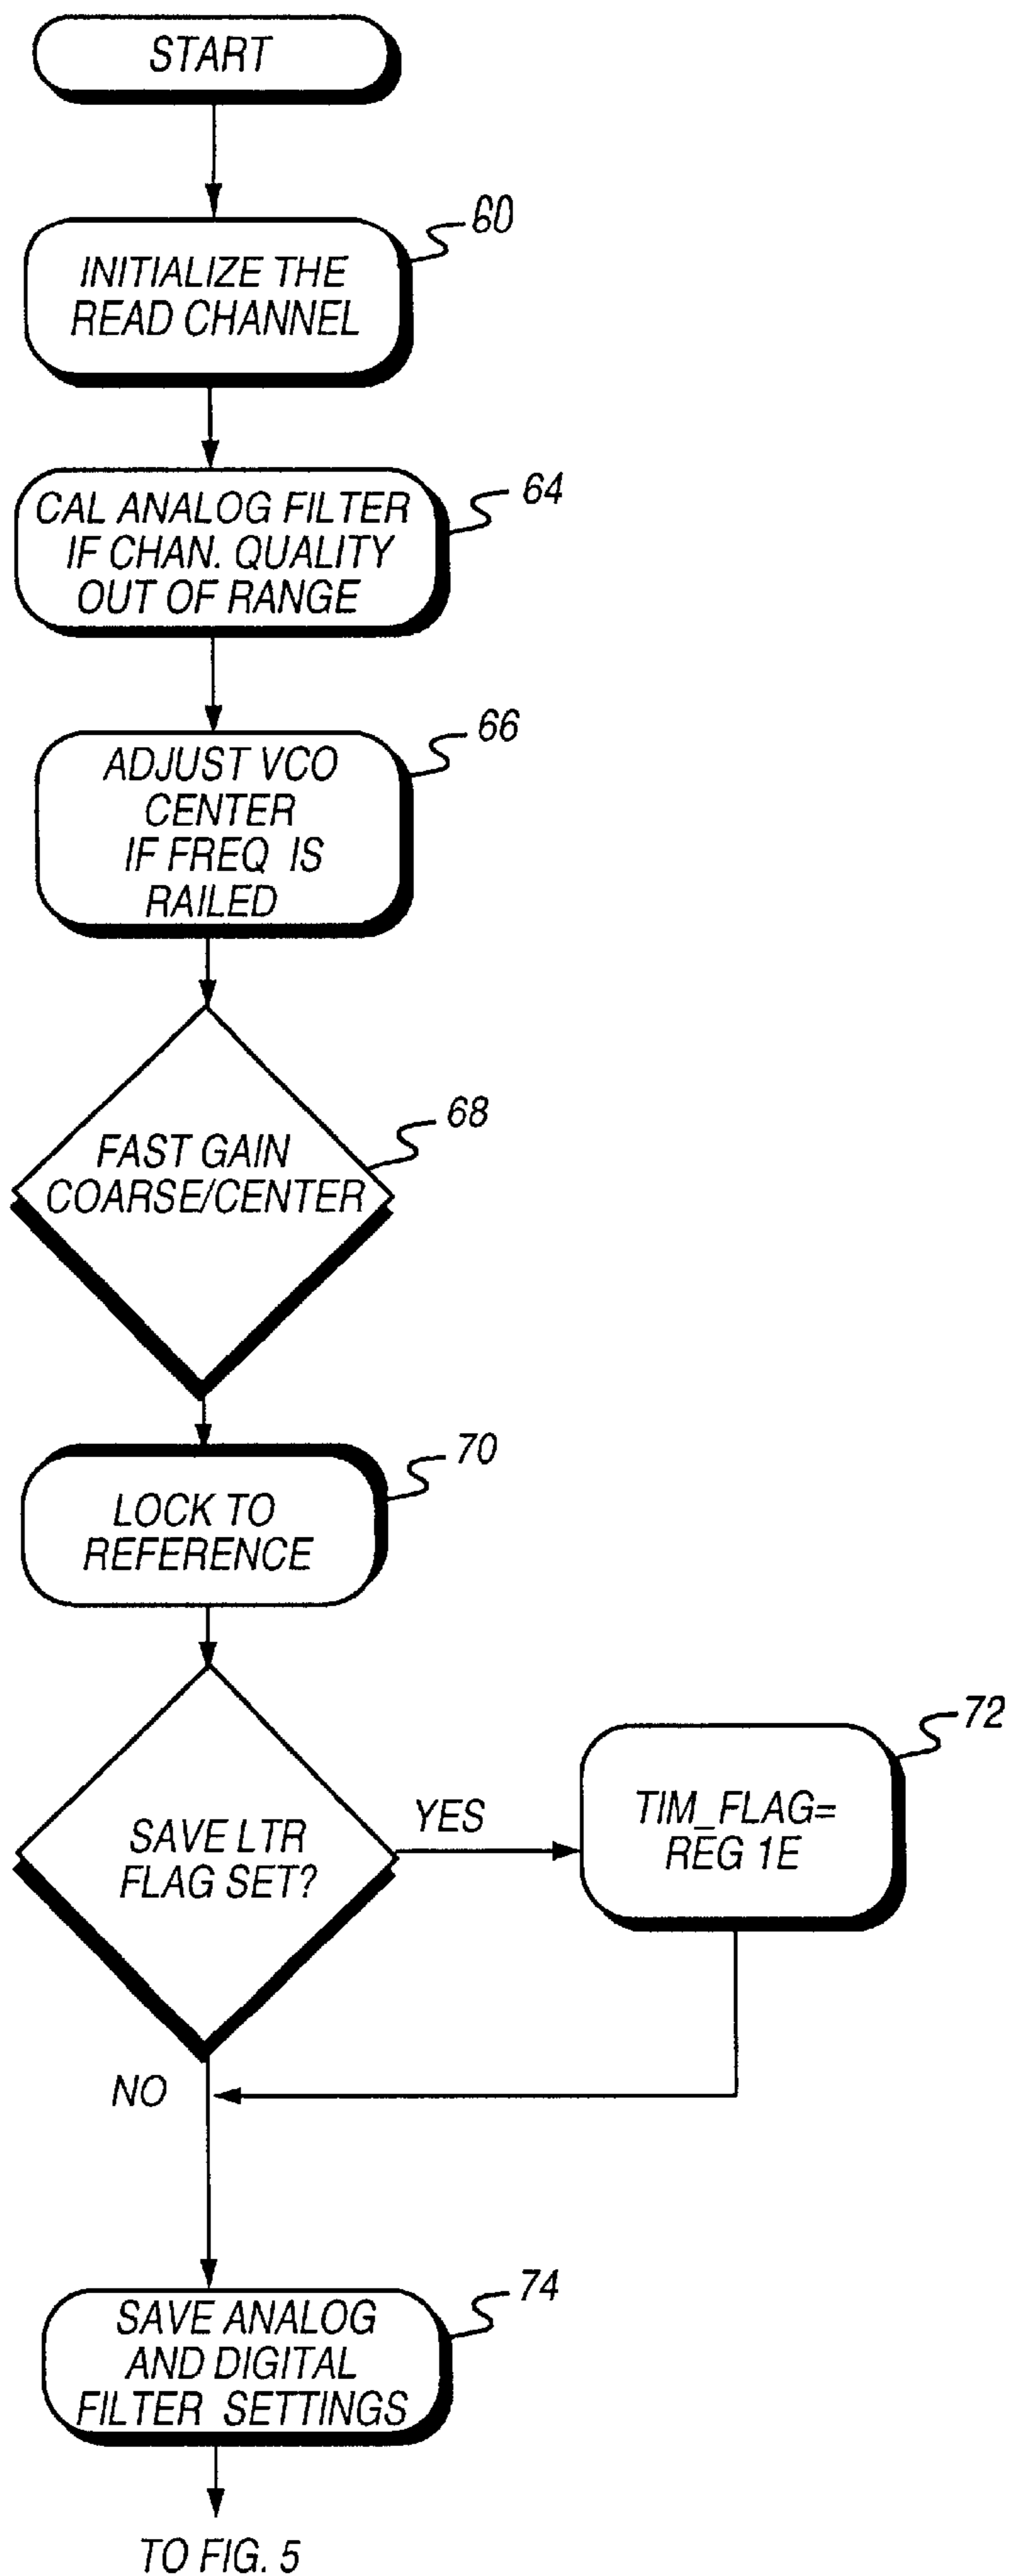 START
60
INITIALIZE THE
READ CHANNEL
64
CAL ANALOG FILTER
IF CHAN. QUALITY
OUT OF RANGE
66
ADJUST VCO
CENTER
IF FREQ IS
RAILED
68
FAST GAIN
COARSE/CENTER
70
LOCK TO
REFERENCE
72
SAVE LTR
FLAG SET?
YES
TIM_FLAG=
REG 1E
NO
74
SAVE ANALOG
AND DIGITAL
FILTER SETTINGS
TO FIG. 5